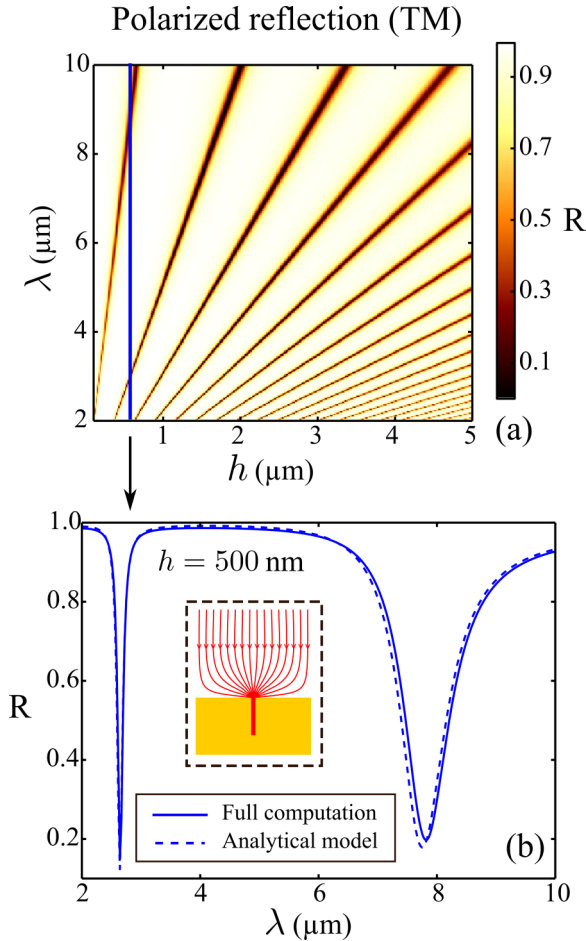 Polarized reflection (TM)
10
8
6
4
2
λ (μm)
1
2
3
4
5
h (μm)
0.9
0.7
0.5
0.3
0.1
R
(a)
1.0
0.8
0.6
0.4
0.2
R
h = 500 nm
Full computation
Analytical model
(b)
2
4
6
8
10
λ (μm)